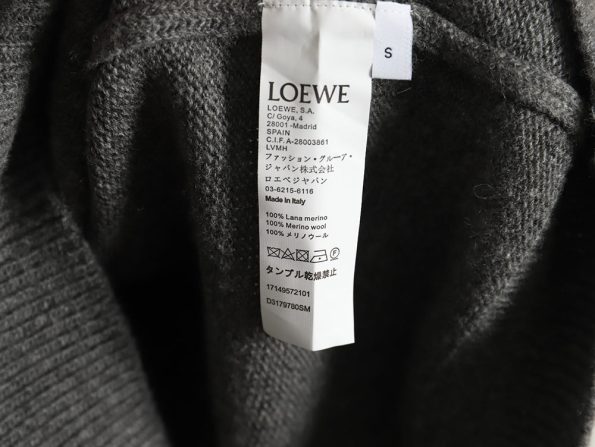 LOEWE
LOEWE, S.A.
C/ Goya, 4
28001 -Madrid
SPAIN
C.I.F. A-28003861
LVMH
ファッション・グループ・
ジャパン株式会社
ロエベジャパン
03-6215-6116
Made in Italy
100% Lana merino
100% Merino wool
100% メリノウール
タンブル乾燥禁止
17149572101
D3179780SM
S